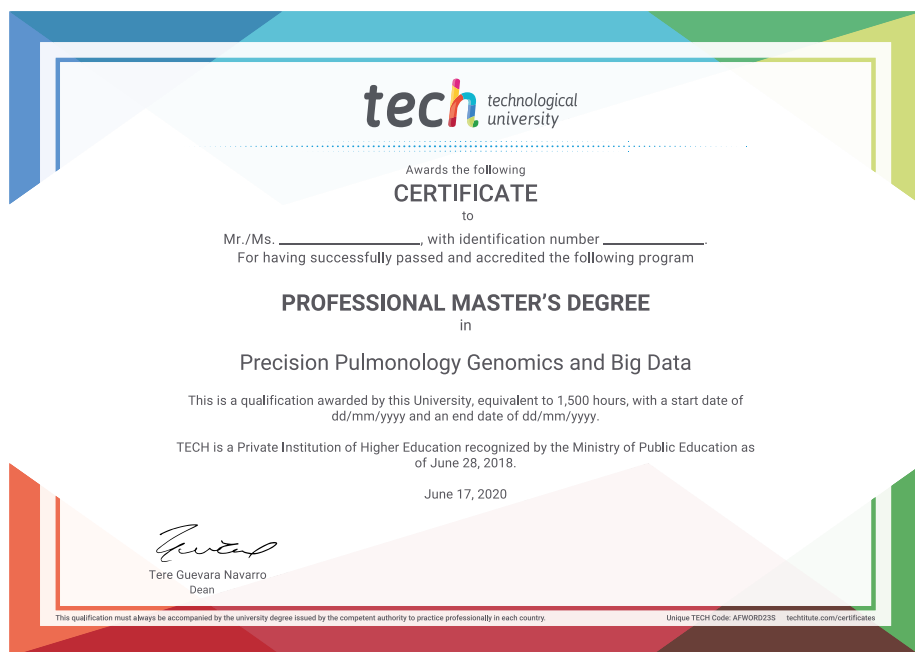 tech technological
university
Awards the following
CERTIFICATE
to
Mr./Ms. ____________________, with identification number ______________.
For having successfully passed and accredited the following program
PROFESSIONAL MASTER'S DEGREE
in
Precision Pulmonology Genomics and Big Data
This is a qualification awarded by this University, equivalent to 1,500 hours, with a start date of
dd/mm/yyyy and an end date of dd/mm/yyyy.
TECH is a Private Institution of Higher Education recognized by the Ministry of Public Education as
of June 28, 2018.
June 17, 2020
Tere Guevara Navarro
Dean
This qualification must always be accompanied by the university degree issued by the competent authority to practice professionally in each country.
Unique TECH Code: AFWORD23S techtitute.com/certificates